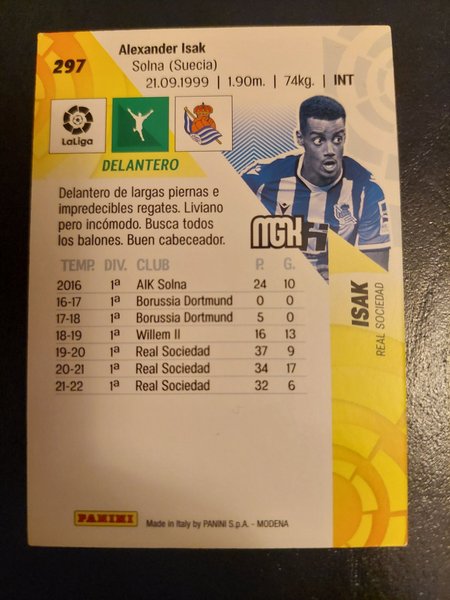 297
Alexander Isak
Solna (Suecia)
21.09.1999 | 1.90m. | 74kg. | INT
LaLiga
DELANTERO
Delantero de largas piernas e
impredecibles regates. Liviano
pero incómodo. Busca todos
los balones. Buen cabeceador.
MGK
TEMP. DIV. CLUB P. G.
2016 1ª AIK Solna 24 10
16-17 1ª Borussia Dortmund 0 0
17-18 1ª Borussia Dortmund 5 0
18-19 1ª Willem II 16 13
19-20 1ª Real Sociedad 37 9
20-21 1ª Real Sociedad 34 17
21-22 1ª Real Sociedad 32 6
ISAK
REAL SOCIEDAD
PANINI
Made in Italy by PANINI S.p.A. - MODENA